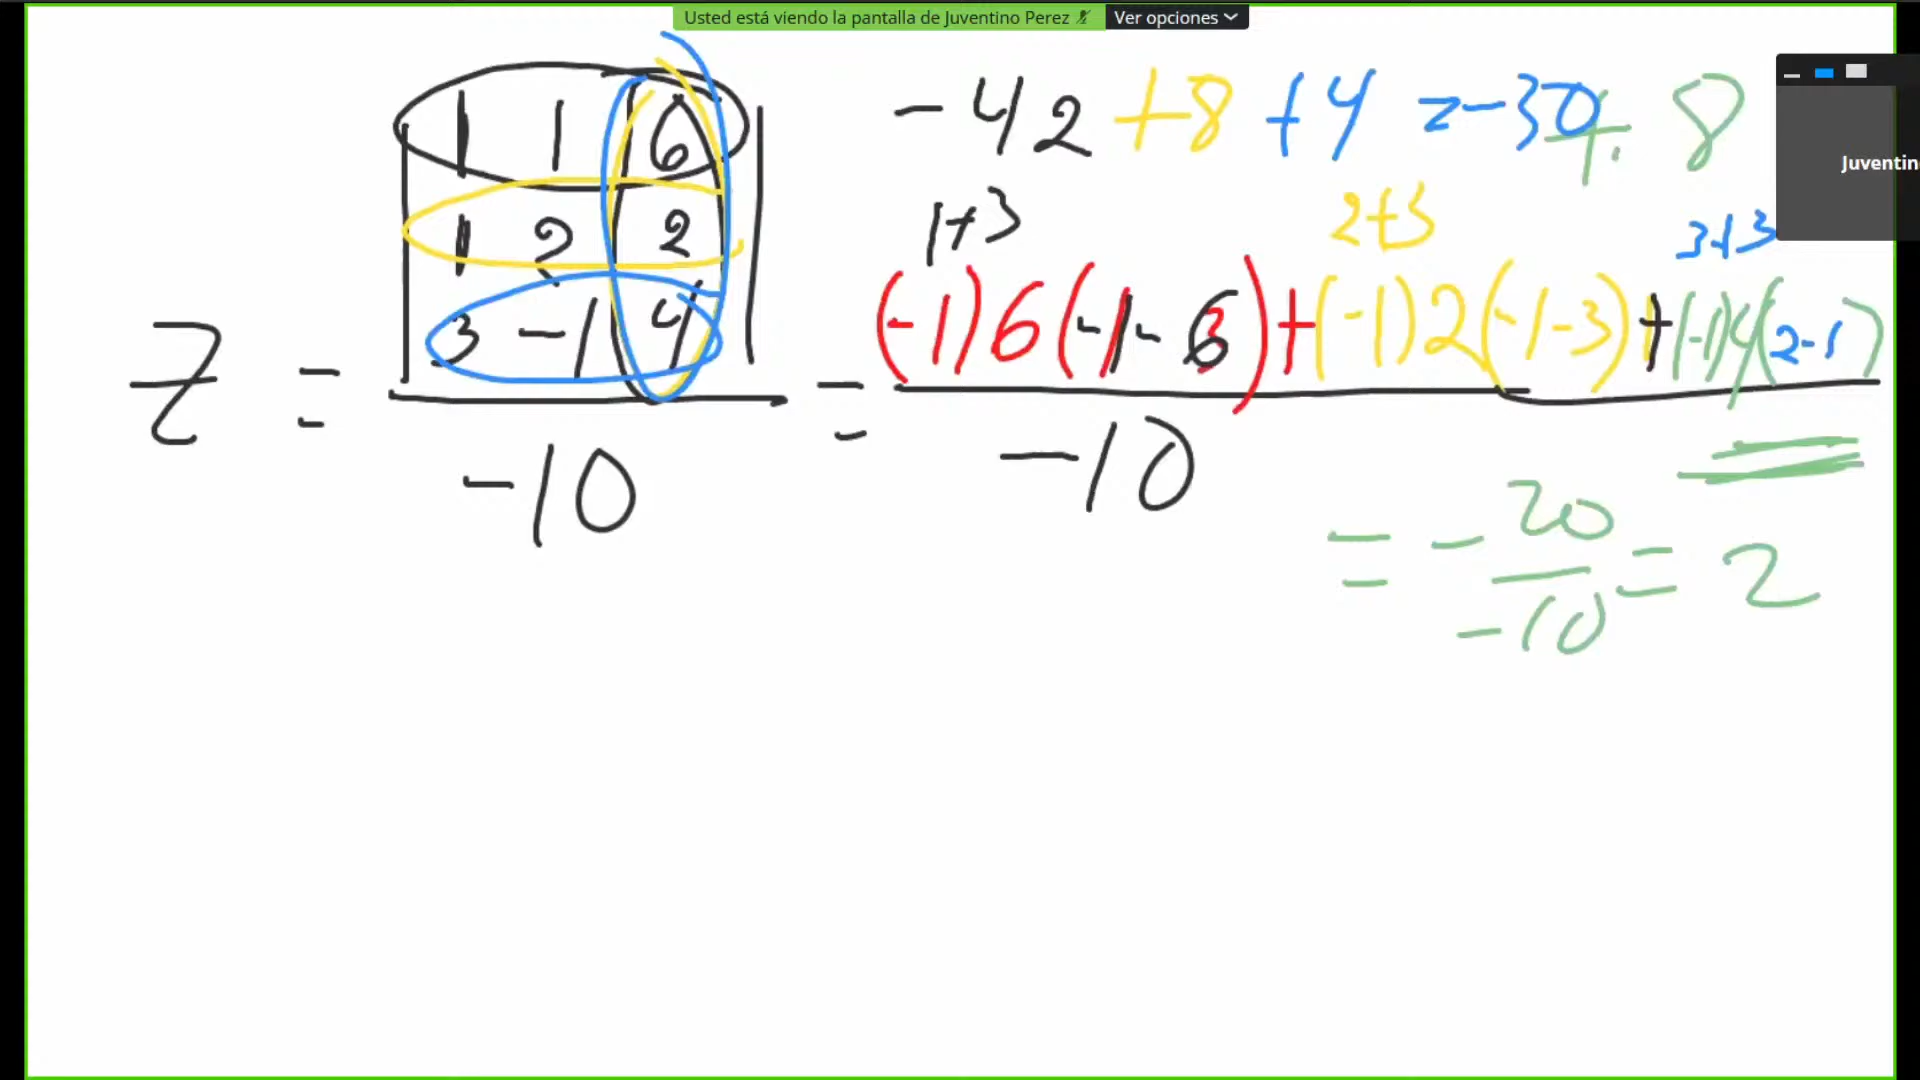 Usted está viendo la pantalla de Juventino Perez Ver opciones
-42 +8 +4 = -30 + 8
Juventin
1+3 2+3 3+3
1 1 6
1 2 2
3 -1 4
Z = = (-1)6(-1-6)+(-1)2(-1-3)+(-1)4(2-1)
-10 -10
= -20 = 2
-10